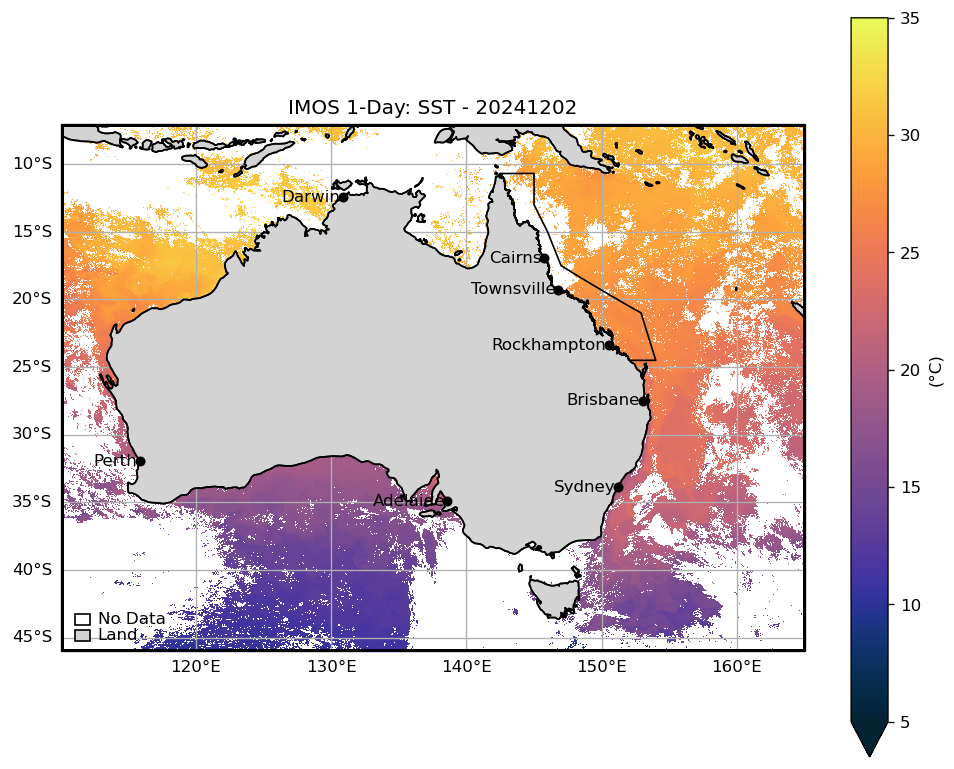 IMOS 1-Day: SST - 20241202
35
30
25
20
15
10
5
(°C)
10°S
15°S
20°S
25°S
30°S
35°S
40°S
45°S
Darwin
Cairns
Townsville
Rockhampton
Brisbane
Perth
Sydney
Adelaide
No Data
Land
120°E 130°E 140°E 150°E 160°E